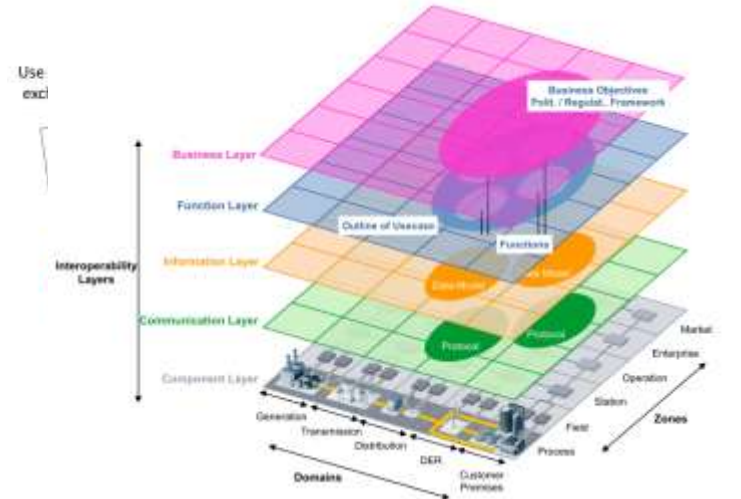 Use
excl
Business Objectives
Polit. / Regulat.. Framework
Business Layer
Function Layer
Outline of Usecase
Functions
Interoperability
Layers
Information Layer
Data Model
Model
Communication Layer
Protocol
Protocol
Component Layer
Market
Enterprise
Operation
Station
Field
Process
Zones
Generation
Transmission
Distribution
DER
Customer
Premises
Domains